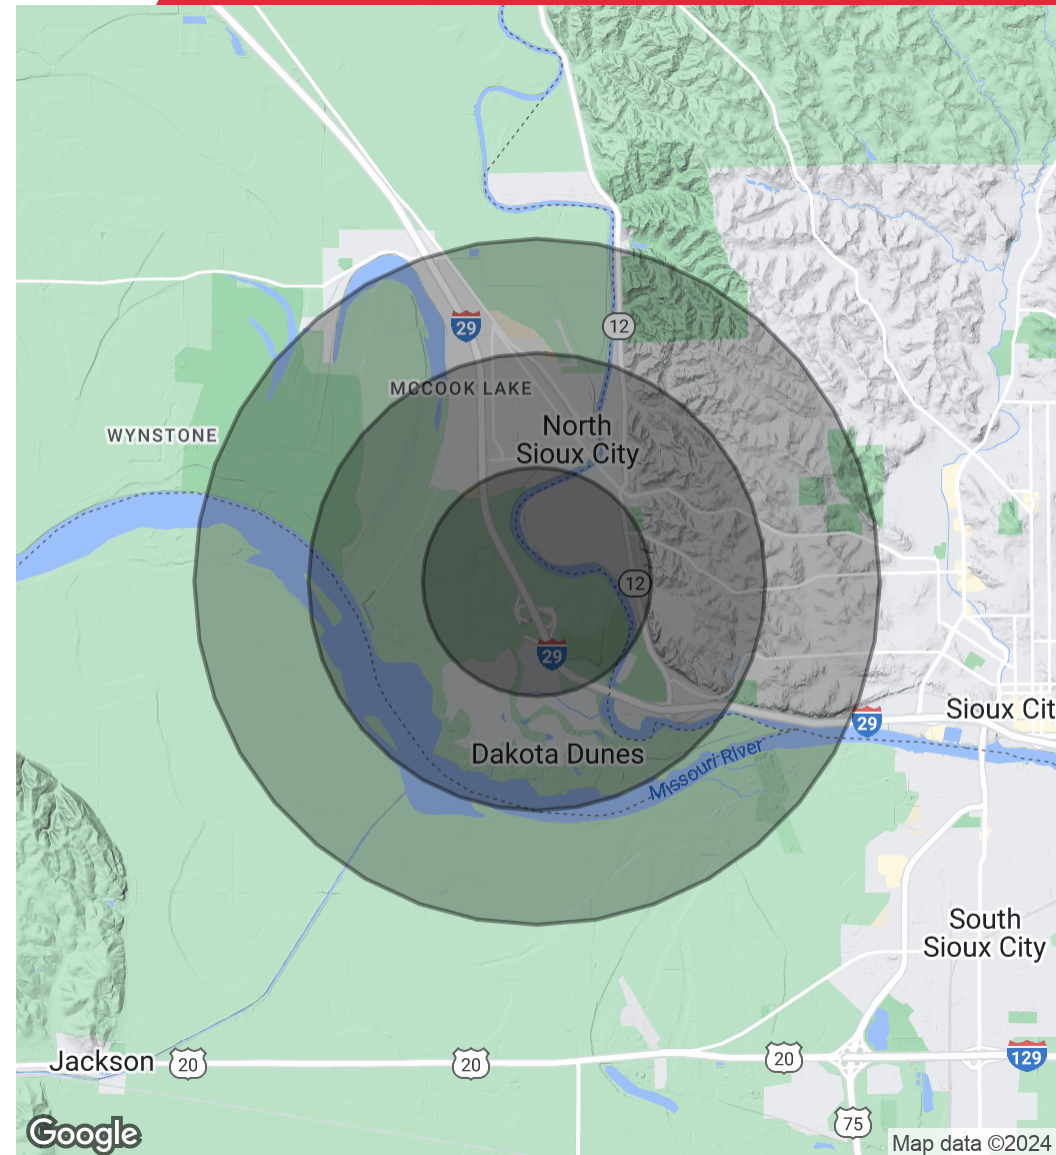 29
12
MCCOOK LAKE
North
Sioux City
WYNSTONE
12
29
Sioux Cit
29
Dakota Dunes
Missouri River
South
Sioux City
Jackson
20
20
20
129
75
Google
Map data ©2024